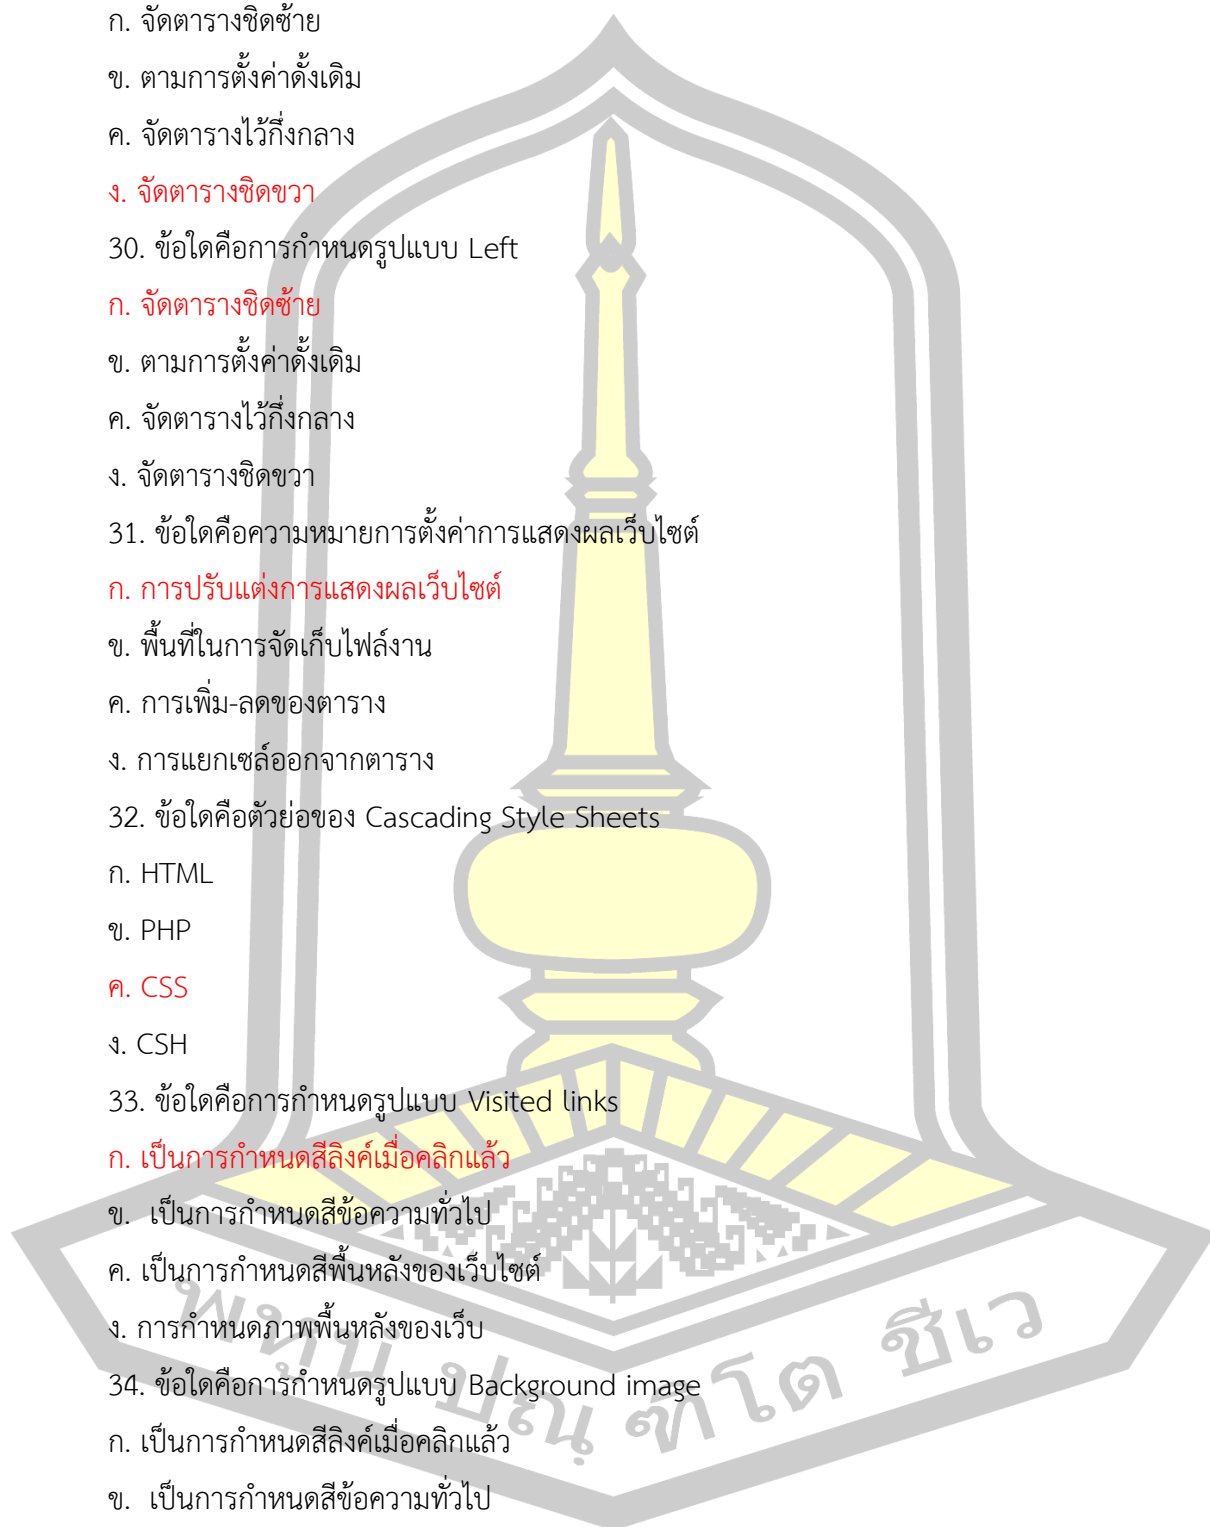 ก. จัดตารางชิดซ้าย
ข. ตามการตั้งค่าดั้งเดิม
ค. จัดตารางไว้กึ่งกลาง
ง. จัดตารางชิดขวา
30. ข้อใดคือการกำหนดรูปแบบ Left
ก. จัดตารางชิดซ้าย
ข. ตามการตั้งค่าดั้งเดิม
ค. จัดตารางไว้กึ่งกลาง
ง. จัดตารางชิดขวา
31. ข้อใดคือความหมายการตั้งค่าการแสดงผลเว็บไซต์
ก. การปรับแต่งการแสดงผลเว็บไซต์
ข. พื้นที่ในการจัดเก็บไฟล์งาน
ค. การเพิ่ม-ลดของตาราง
ง. การแยกเซล์ออกจากตาราง
32. ข้อใดคือตัวย่อของ Cascading Style Sheets
ก. HTML
ข. PHP
ค. CSS
ง. CSH
33. ข้อใดคือการกำหนดรูปแบบ Visited links
ก. เป็นการกำหนดสีลิงค์เมื่อคลิกแล้ว
ข.  เป็นการกำหนดสีข้อความทั่วไป
ค. เป็นการกำหนดสีพื้นหลังของเว็บไซต์
ง. การกำหนดภาพพื้นหลังของเว็บ
34. ข้อใดคือการกำหนดรูปแบบ Background image
ก. เป็นการกำหนดสีลิงค์เมื่อคลิกแล้ว
ข.  เป็นการกำหนดสีข้อความทั่วไป
พหูนํ ปณฺฑิโต ชีเว